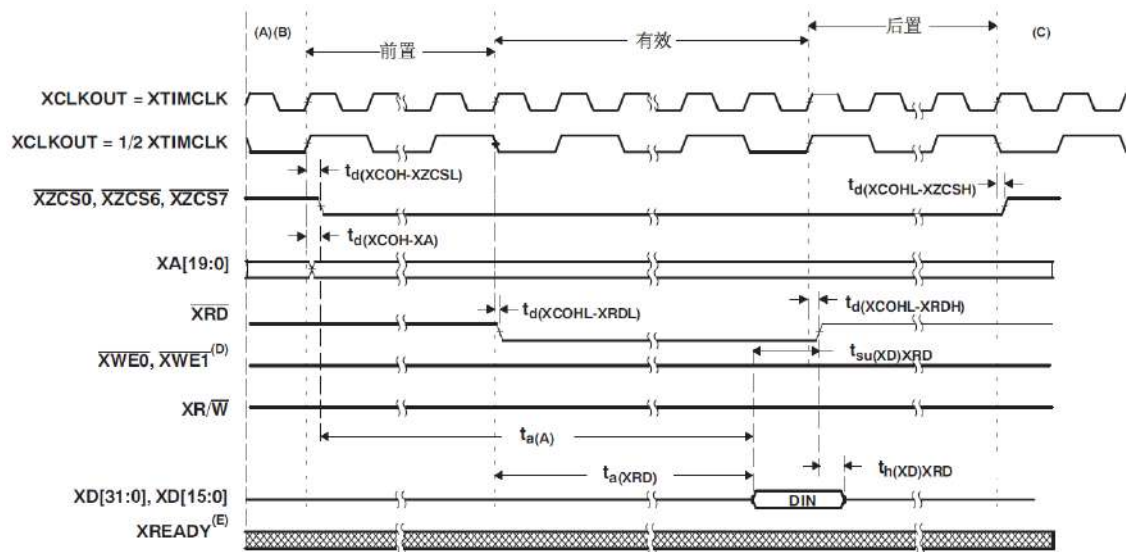 (A)(B)
前置
有效
后置
(C)
XCLKOUT = XTIMCLK
XCLKOUT = 1/2 XTIMCLK
td(XCOH-XZCSL)
td(XCOHL-XZCSH)
XZCS0, XZCS6, XZCS7
td(XCOH-XA)
XA[19:0]
XRD
td(XCOHL-XRDL)
td(XCOHL-XRDH)
tsu(XD)XRD
XWE0, XWE1(D)
XR/W
ta(A)
ta(XRD)
th(XD)XRD
XD[31:0], XD[15:0]
DIN
XREADY(E)